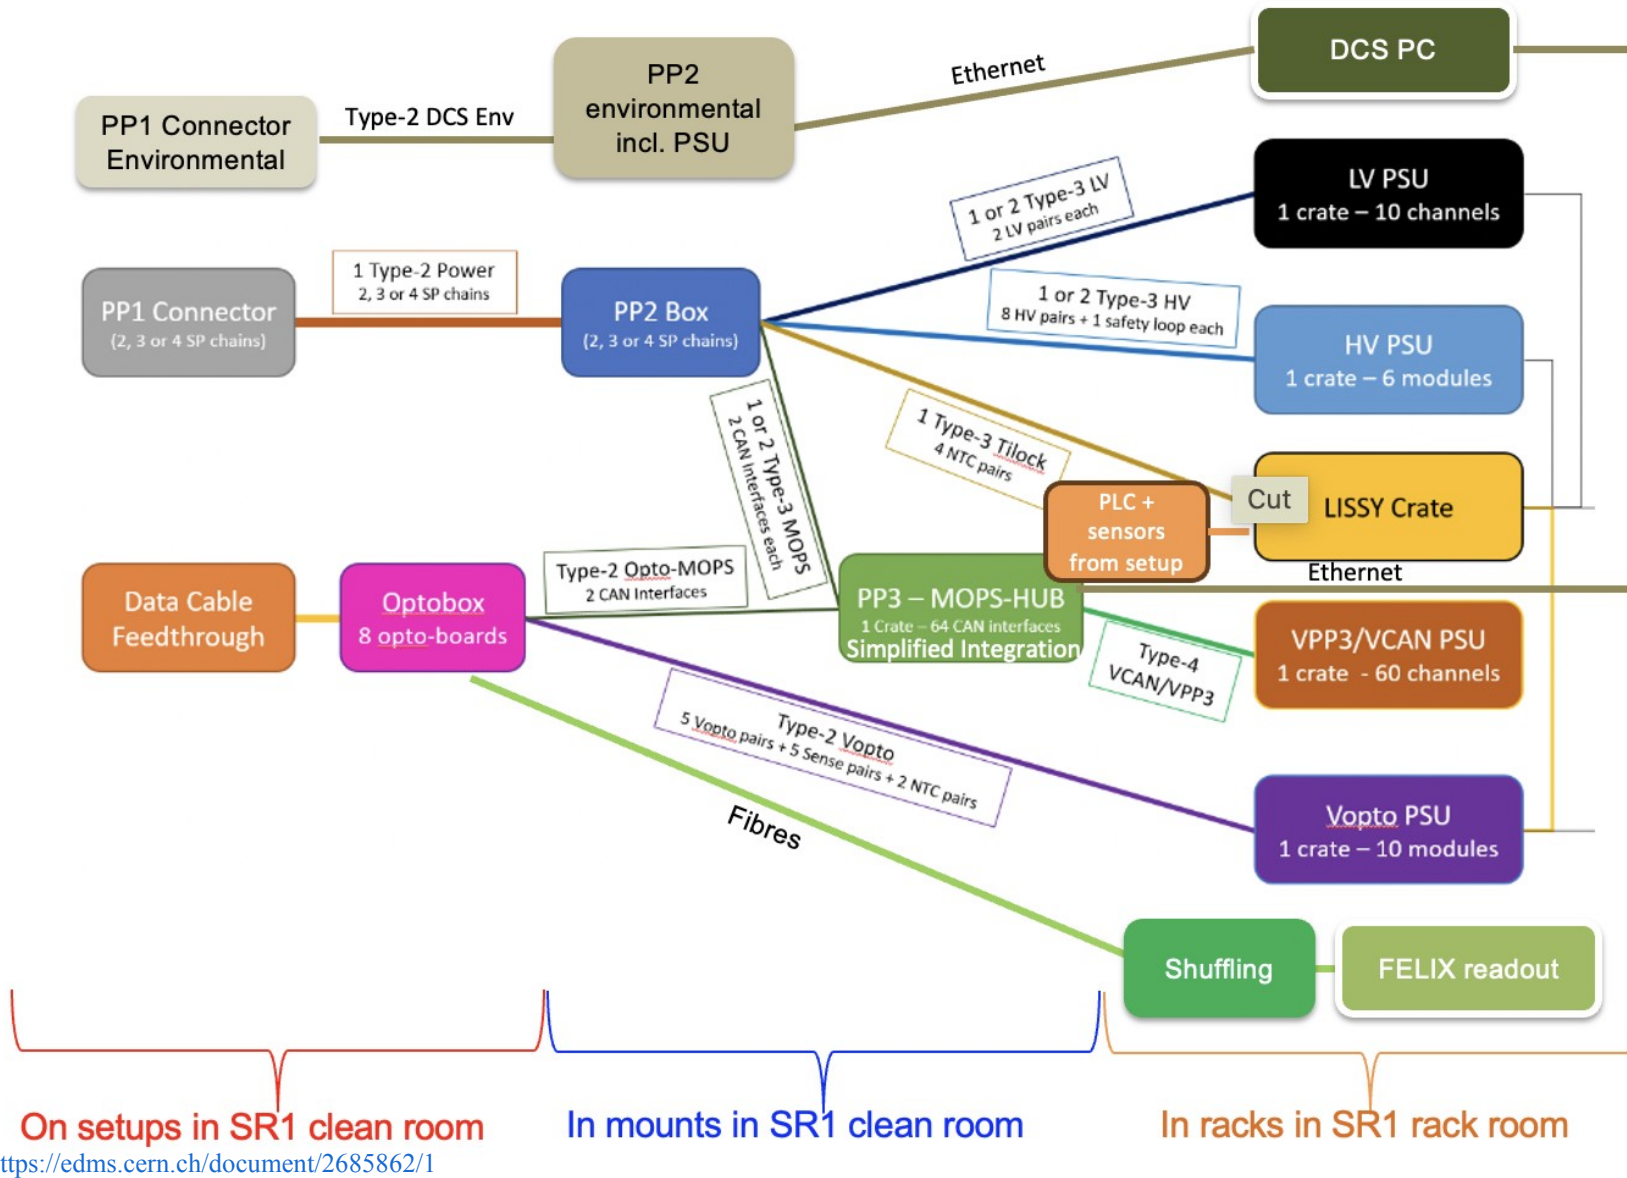 DCS PC
PP2
environmental
incl. PSU
Ethernet
PP1 Connector
Environmental
Type-2 DCS Env
LV PSU
1 crate – 10 channels
1 or 2 Type-3 LV
2 LV pairs each
1 Type-2 Power
2, 3 or 4 SP chains
PP1 Connector
(2, 3 or 4 SP chains)
PP2 Box
(2, 3 or 4 SP chains)
1 or 2 Type-3 HV
8 HV pairs + 1 safety loop each
HV PSU
1 crate – 6 modules
1 or 2 Type-3 MOPS
2 CAN Interfaces each
1 Type-3 Tilock
4 NTC pairs
PLC +
sensors
from setup
Cut
LISSY Crate
Ethernet
Data Cable
Feedthrough
Optobox
8 opto-boards
Type-2 Opto-MOPS
2 CAN Interfaces
PP3 – MOPS-HUB
1 Crate – 64 CAN interfaces
Simplified Integration
Type-4
VCAN/VPP3
VPP3/VCAN PSU
1 crate - 60 channels
Type-2 Vopto
5 Vopto pairs + 5 Sense pairs + 2 NTC pairs
Vopto PSU
1 crate – 10 modules
Fibres
Shuffling
FELIX readout
On setups in SR1 clean room
In mounts in SR1 clean room
In racks in SR1 rack room
ttps://edms.cern.ch/document/2685862/1